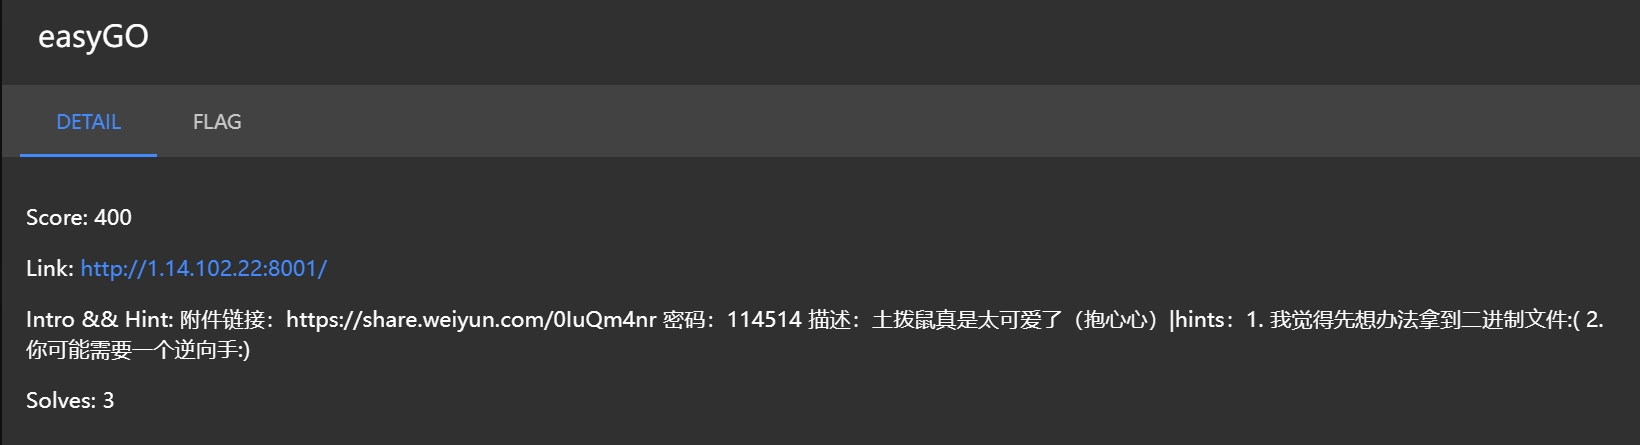 easyGO
DETAIL FLAG
Score: 400
Link: http://1.14.102.22:8001/
Intro && Hint: 附件链接：https://share.weiyun.com/0IuQm4nr 密码：114514 描述：土拨鼠真是太可爱了（抱心心）|hints：1. 我觉得先想办法拿到二进制文件:( 2.
你可能需要一个逆向手:)
Solves: 3